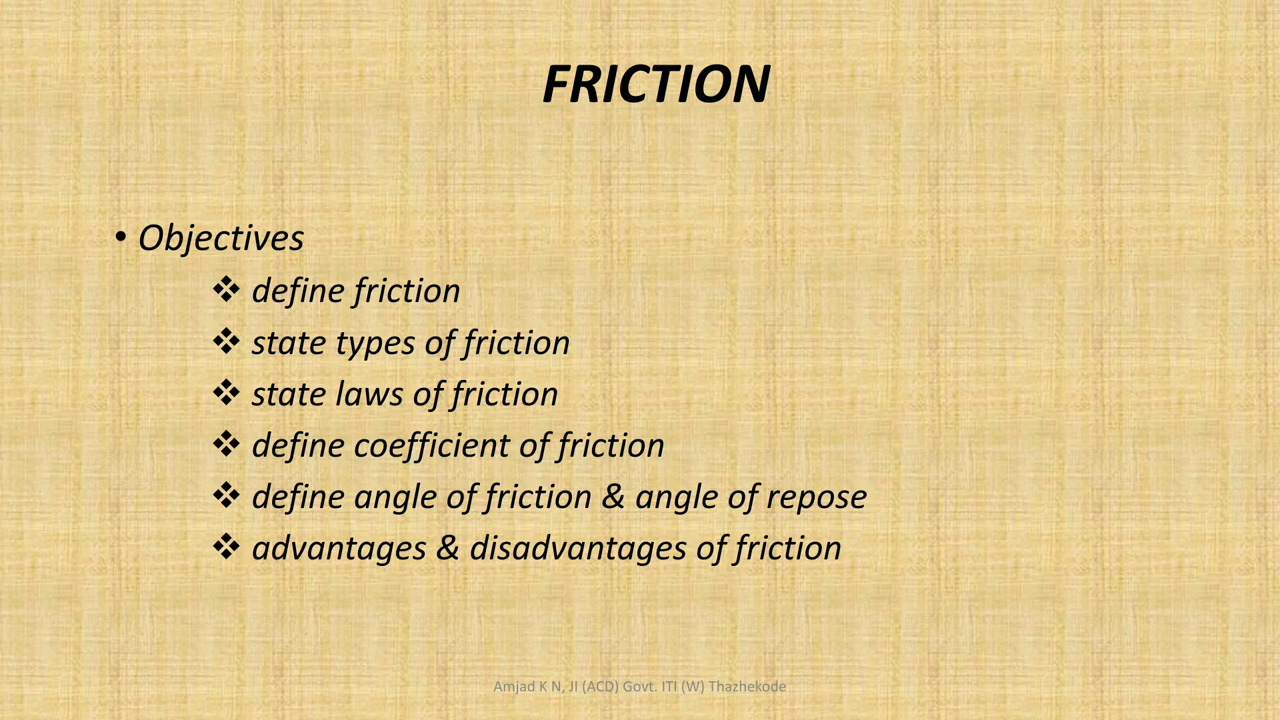 FRICTION
• Objectives
❖ define friction
❖ state types of friction
❖ state laws of friction
❖ define coefficient of friction
❖ define angle of friction & angle of repose
❖ advantages & disadvantages of friction
Amjad K N, JI (ACD) Govt. ITI (W) Thazhekode